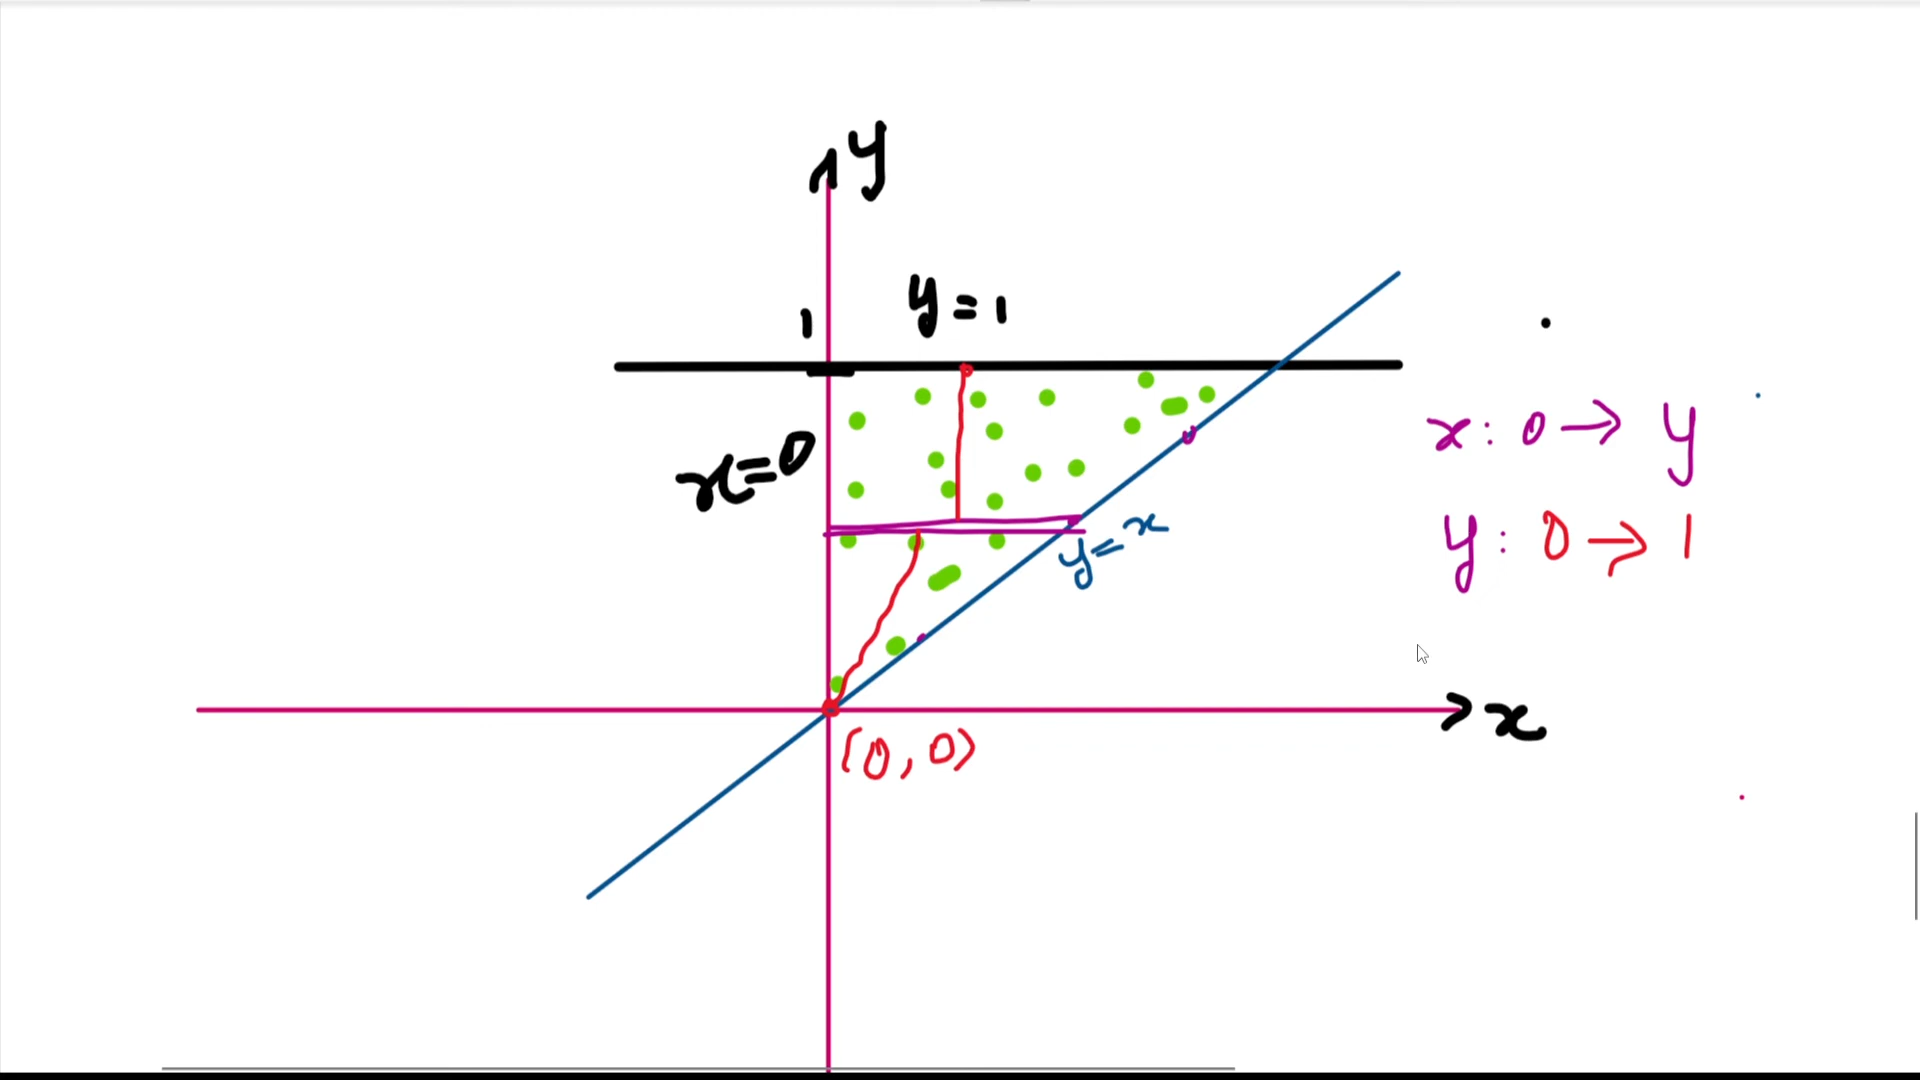 y
1
y = 1
x=0
x: 0 → y
y = x
y: 0 → 1
x
(0,0)